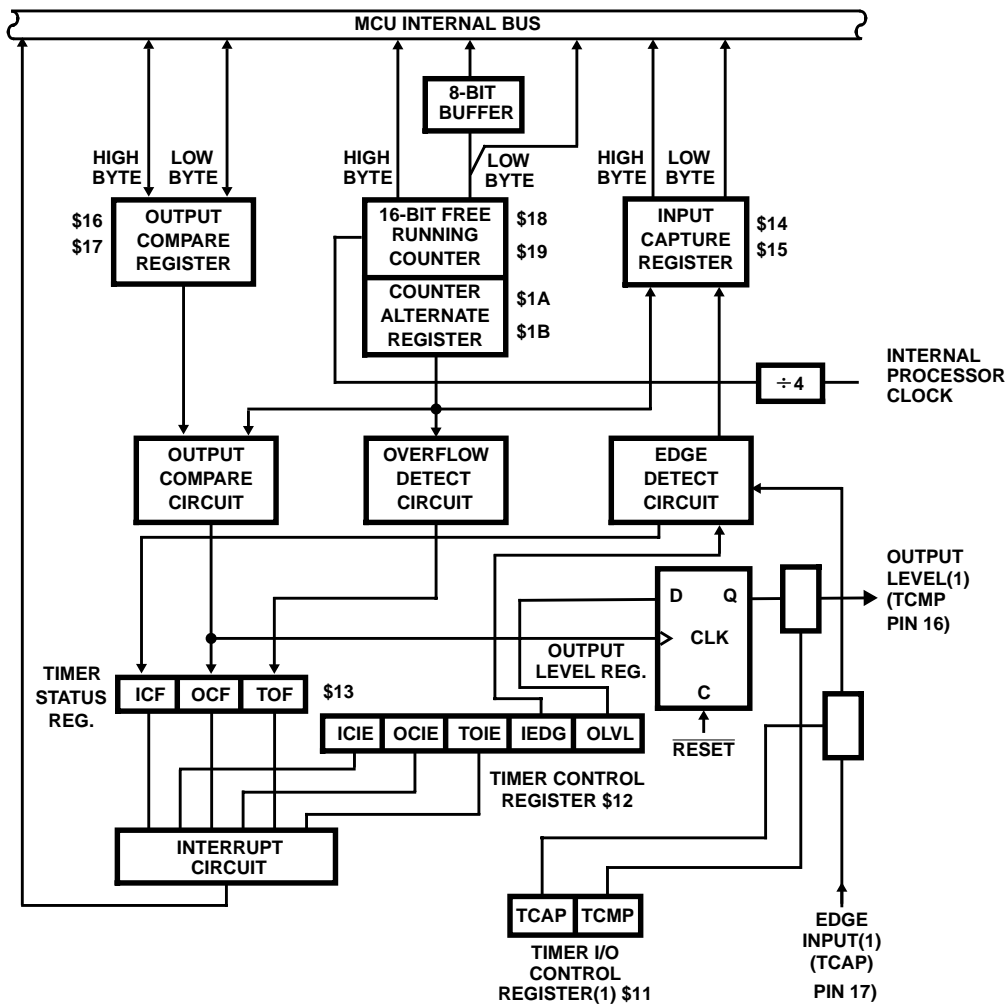 MCU INTERNAL BUS
8-BIT
BUFFER
HIGH
BYTE
LOW
BYTE
HIGH
BYTE
LOW
BYTE
HIGH
BYTE
LOW
BYTE
$16
$17
OUTPUT
COMPARE
REGISTER
16-BIT FREE
RUNNING
COUNTER
$18
$19
COUNTER
ALTERNATE
REGISTER
$1A
$1B
INPUT
CAPTURE
REGISTER
$14
$15
÷4
INTERNAL
PROCESSOR
CLOCK
OUTPUT
COMPARE
CIRCUIT
OVERFLOW
DETECT
CIRCUIT
EDGE
DETECT
CIRCUIT
D Q
CLK
C
RESET
OUTPUT
LEVEL(1)
(TCMP
PIN 16)
OUTPUT
LEVEL REG.
TIMER
STATUS
REG.
ICF OCF TOF
$13
ICIE OCIE TOIE IEDG OLVL
TIMER CONTROL
REGISTER $12
INTERRUPT
CIRCUIT
TCAP TCMP
TIMER I/O
CONTROL
REGISTER(1) $11
EDGE
INPUT(1)
(TCAP)
PIN 17)